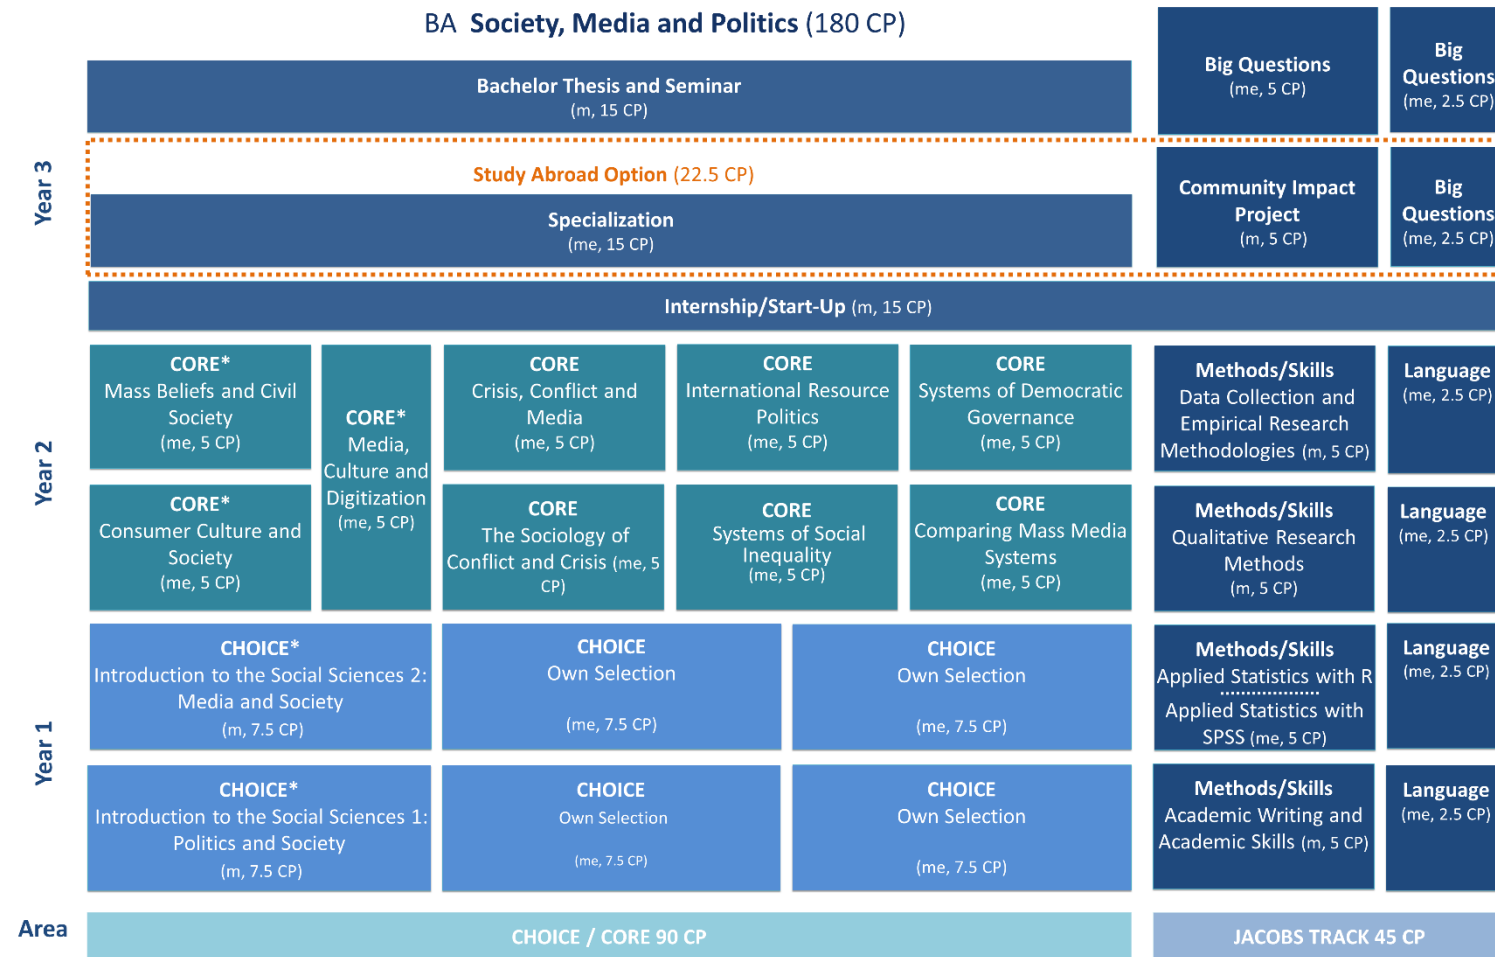 BA Society, Media and Politics (180 CP)
Year 3
Bachelor Thesis and Seminar
(m, 15 CP)
Big Questions
(me, 5 CP)
Big
Questions
(me, 2.5 CP)
Study Abroad Option (22.5 CP)
Specialization
(me, 15 CP)
Community Impact
Project
(m, 5 CP)
Big
Questions
(me, 2.5 CP)
Internship/Start-Up (m, 15 CP)
Year 2
CORE*
Mass Beliefs and Civil
Society
(me, 5 CP)
CORE*
Media,
Culture and
Digitization
(me, 5 CP)
CORE
Crisis, Conflict and
Media
(me, 5 CP)
CORE
International Resource
Politics
(me, 5 CP)
CORE
Systems of Democratic
Governance
(me, 5 CP)
Methods/Skills
Data Collection and
Empirical Research
Methodologies (m, 5 CP)
Language
(me, 2.5 CP)
CORE*
Consumer Culture and
Society
(me, 5 CP)
CORE
The Sociology of
Conflict and Crisis (me, 5
CP)
CORE
Systems of Social
Inequality
(me, 5 CP)
CORE
Comparing Mass Media
Systems
(me, 5 CP)
Methods/Skills
Qualitative Research
Methods
(m, 5 CP)
Language
(me, 2.5 CP)
Year 1
CHOICE*
Introduction to the Social Sciences 2:
Media and Society
(m, 7.5 CP)
CHOICE
Own Selection
(me, 7.5 CP)
CHOICE
Own Selection
(me, 7.5 CP)
Methods/Skills
Applied Statistics with R
Applied Statistics with
SPSS (me, 5 CP)
Language
(me, 2.5 CP)
CHOICE*
Introduction to the Social Sciences 1:
Politics and Society
(m, 7.5 CP)
CHOICE
Own Selection
(me, 7.5 CP)
CHOICE
Own Selection
(me, 7.5 CP)
Methods/Skills
Academic Writing and
Academic Skills (m, 5 CP)
Language
(me, 2.5 CP)
Area
CHOICE / CORE 90 CP
JACOBS TRACK 45 CP